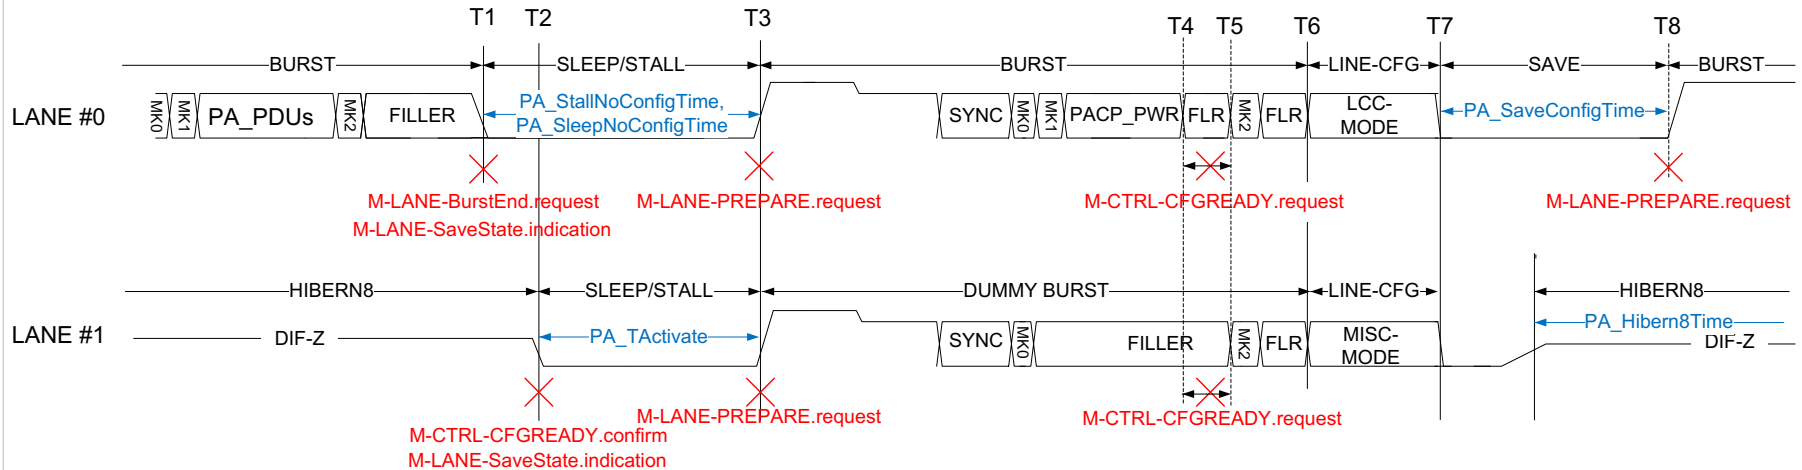 T1 T2 T3 T4 T5 T6 T7 T8
BURST SLEEP/STALL BURST LINE-CFG SAVE BURST
LANE #0
MK0 MK1 PA_PDUs MK2 FILLER
PA_StallNoConfigTime,
PA_SleepNoConfigTime
SYNC MK0 MK1 PACP_PWR FLR MK2 FLR
LCC-
MODE
PA_SaveConfigTime
M-LANE-BurstEnd.request
M-LANE-SaveState.indication
M-LANE-PREPARE.request
M-CTRL-CFGREADY.request
M-LANE-PREPARE.request
HIBERN8 SLEEP/STALL DUMMY BURST LINE-CFG HIBERN8
LANE #1
DIF-Z
PA_TActivate
SYNC MK0 FILLER MK2 FLR
MISC-
MODE
PA_Hibern8Time
DIF-Z
M-CTRL-CFGREADY.confirm
M-LANE-SaveState.indication
M-LANE-PREPARE.request
M-CTRL-CFGREADY.request